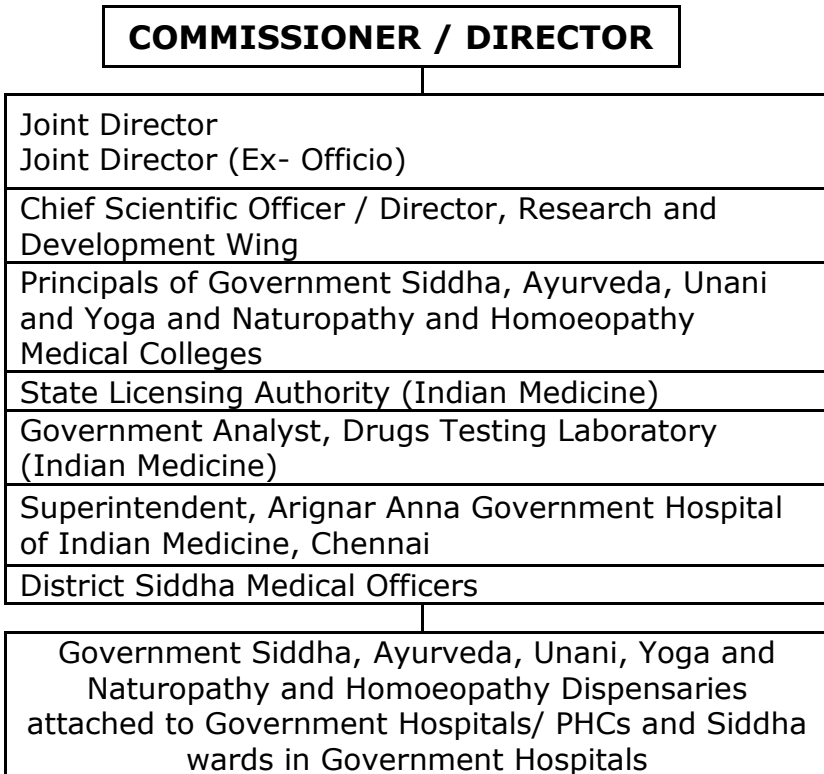 COMMISSIONER / DIRECTOR
Joint Director
Joint Director (Ex- Officio)
Chief Scientific Officer / Director, Research and
Development Wing
Principals of Government Siddha, Ayurveda, Unani
and Yoga and Naturopathy and Homoeopathy
Medical Colleges
State Licensing Authority (Indian Medicine)
Government Analyst, Drugs Testing Laboratory
(Indian Medicine)
Superintendent, Arignar Anna Government Hospital
of Indian Medicine, Chennai
District Siddha Medical Officers
Government Siddha, Ayurveda, Unani, Yoga and
Naturopathy and Homoeopathy Dispensaries
attached to Government Hospitals/ PHCs and Siddha
wards in Government Hospitals